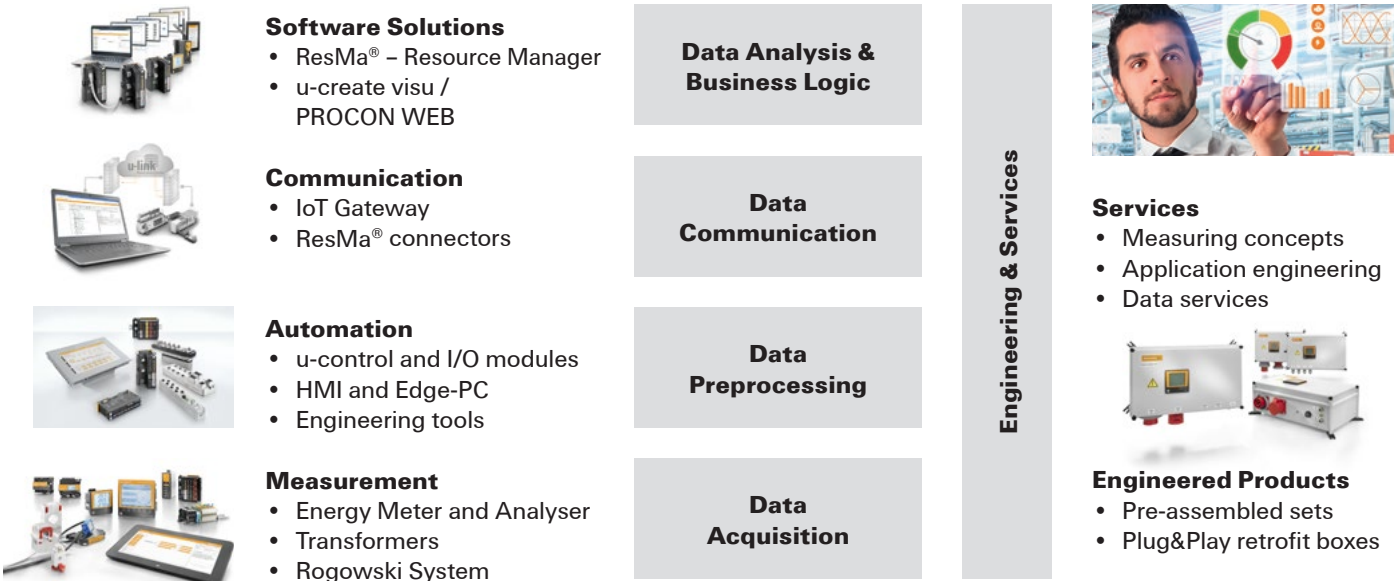 Software Solutions
• ResMa® – Resource Manager
• u-create visu /
PROCON WEB
Data Analysis &
Business Logic
u-link
Communication
• IoT Gateway
• ResMa® connectors
Data
Communication
Automation
• u-control and I/O modules
• HMI and Edge-PC
• Engineering tools
Data
Preprocessing
Measurement
• Energy Meter and Analyser
• Transformers
• Rogowski System
Data
Acquisition
Engineering & Services
Services
• Measuring concepts
• Application engineering
• Data services
Engineered Products
• Pre-assembled sets
• Plug&Play retrofit boxes